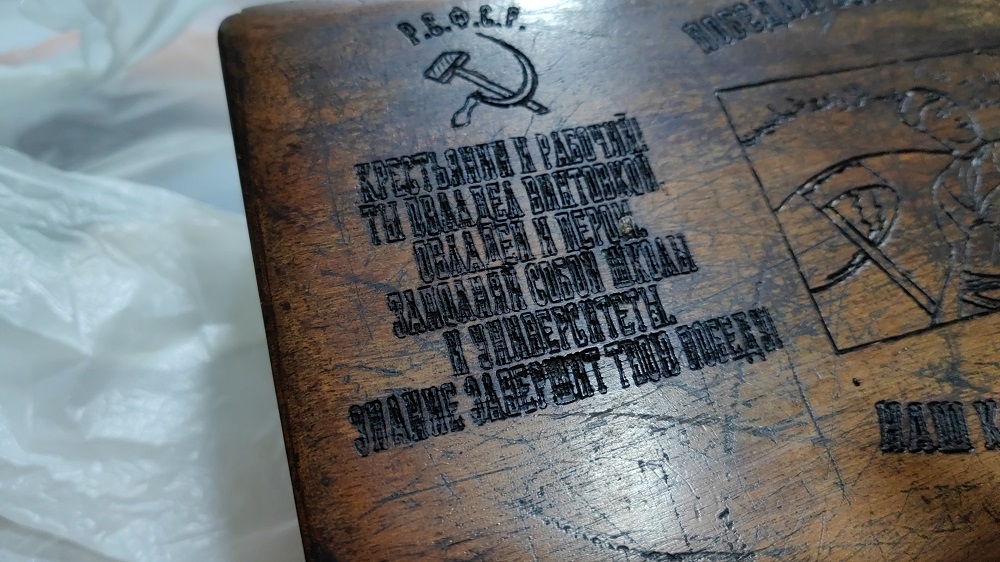 Р.С.Ф.С.Р.
КРЕСТЬЯНИН И РАБОЧИЙ!
ТЫ ОВЛАДЕЛ ВИНТОВКОЙ
ОВЛАДЕЙ И ПЕРОМ.
ЗАПОЛНЯЙ СОБОЙ ШКОЛЫ
И УНИВЕРСИТЕТЫ.
ЗНАНИЕ ЗАВЕРШИТ ТВОЮ ПОБЕДУ
НАШ